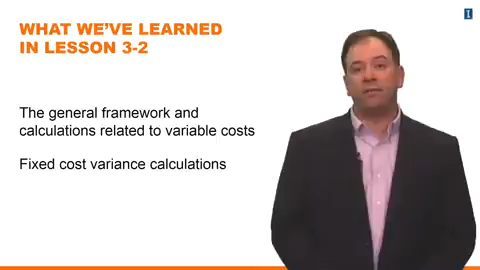 WHAT WE'VE LEARNED
IN LESSON 3-2
The general framework and
calculations related to variable costs
Fixed cost variance calculations
I